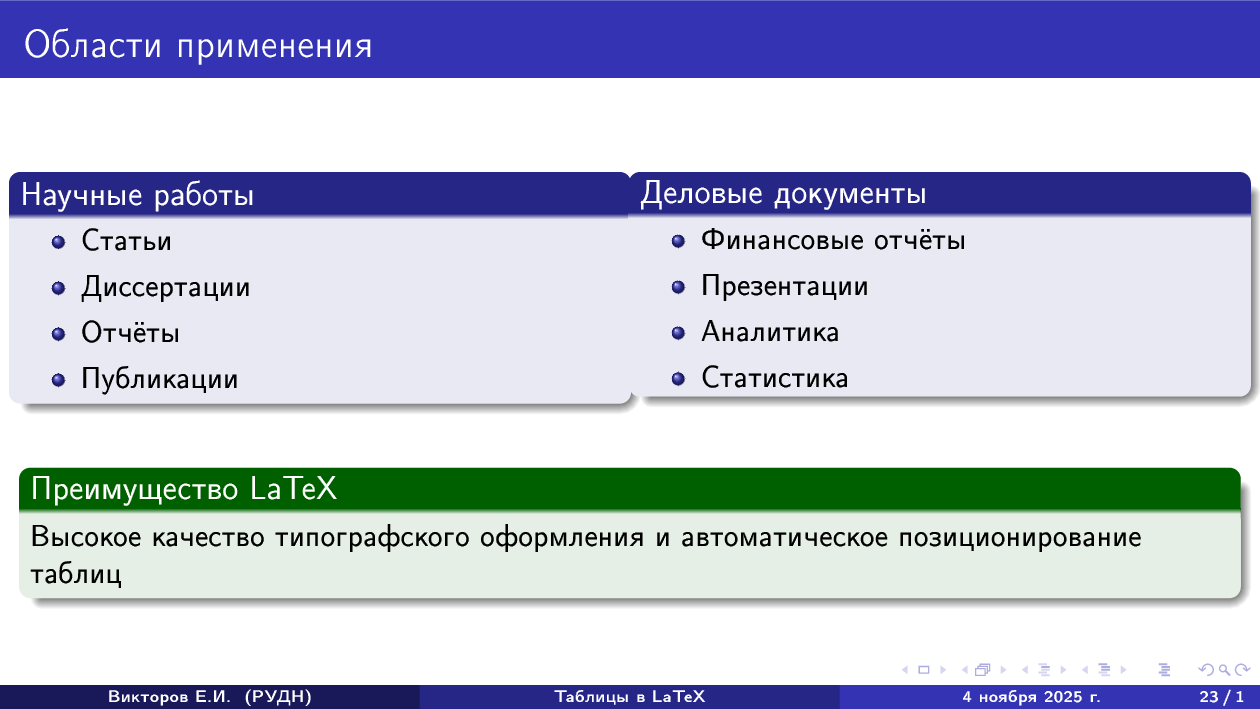 Области применения
Научные работы
Статьи
Диссертации
Отчёты
Публикации
Деловые документы
Финансовые отчёты
Презентации
Аналитика
Статистика
Преимущество LaTeX
Высокое качество типографского оформления и автоматическое позиционирование
таблиц
Викторов Е.И. (РУДН) Таблицы в LaTeX 4 ноября 2025 г. 23 / 1